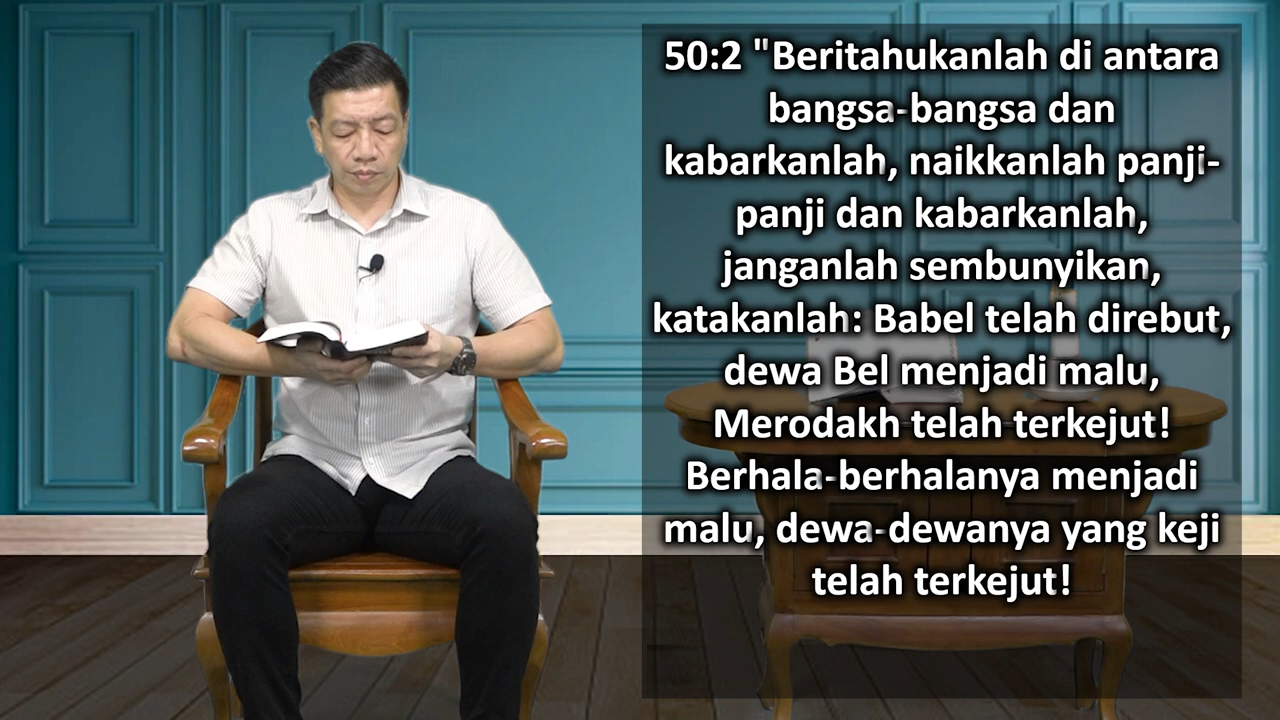 50:2 "Beritahukanlah di antara
bangsa-bangsa dan
kabarkanlah, naikkanlah panji-
panji dan kabarkanlah,
janganlah sembunyikan,
katakanlah: Babel telah direbut,
dewa Bel menjadi malu,
Merodakh telah terkejut!
Berhala-berhalanya menjadi
malu, dewa-dewanya yang keji
telah terkejut!